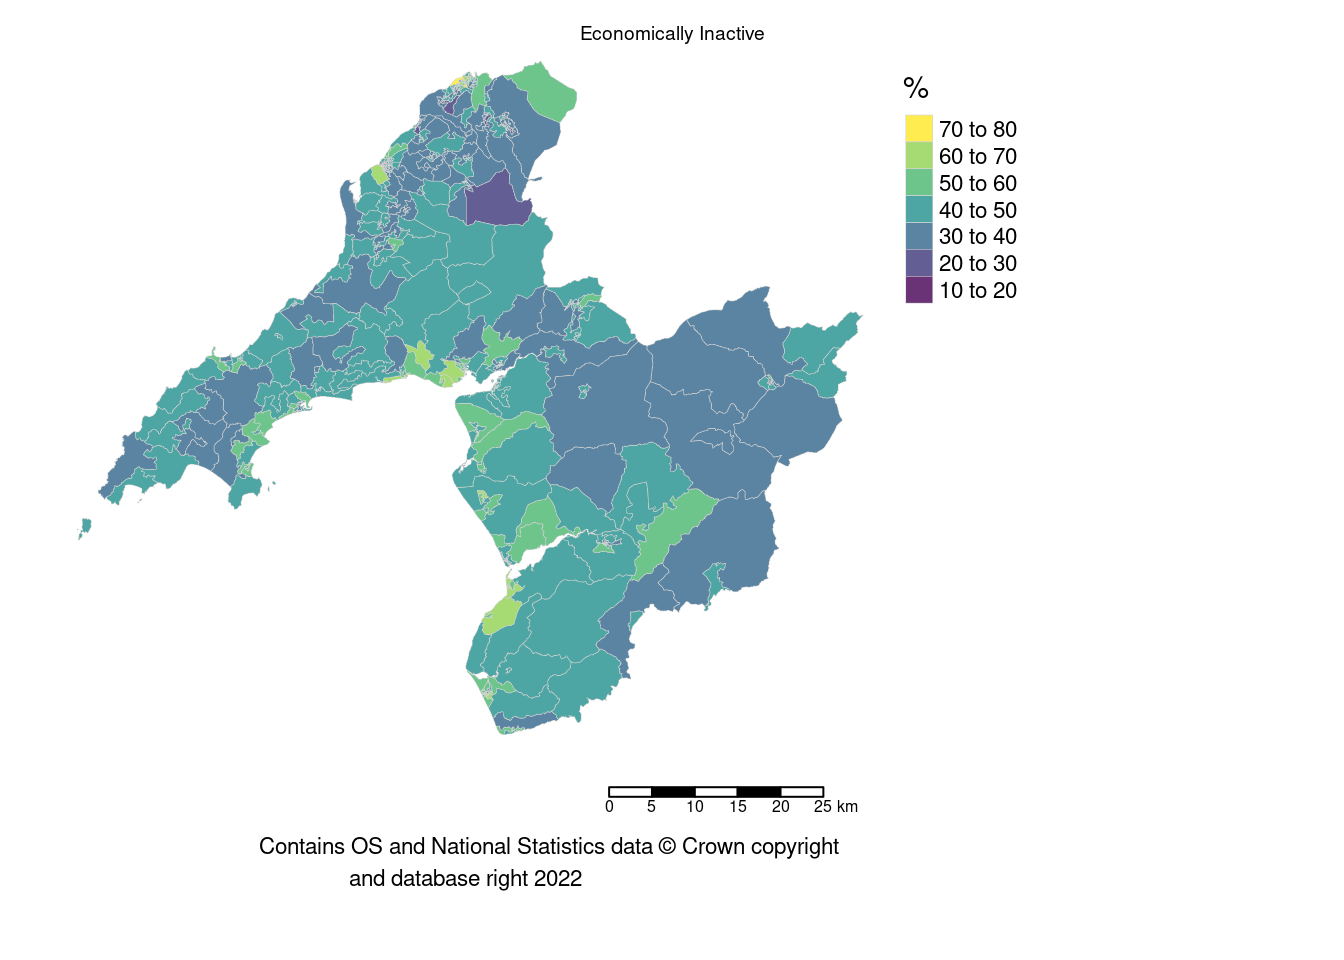 Economically Inactive
%
70 to 80
60 to 70
50 to 60
40 to 50
30 to 40
20 to 30
10 to 20
0 5 10 15 20 25 km
Contains OS and National Statistics data © Crown copyright
and database right 2022